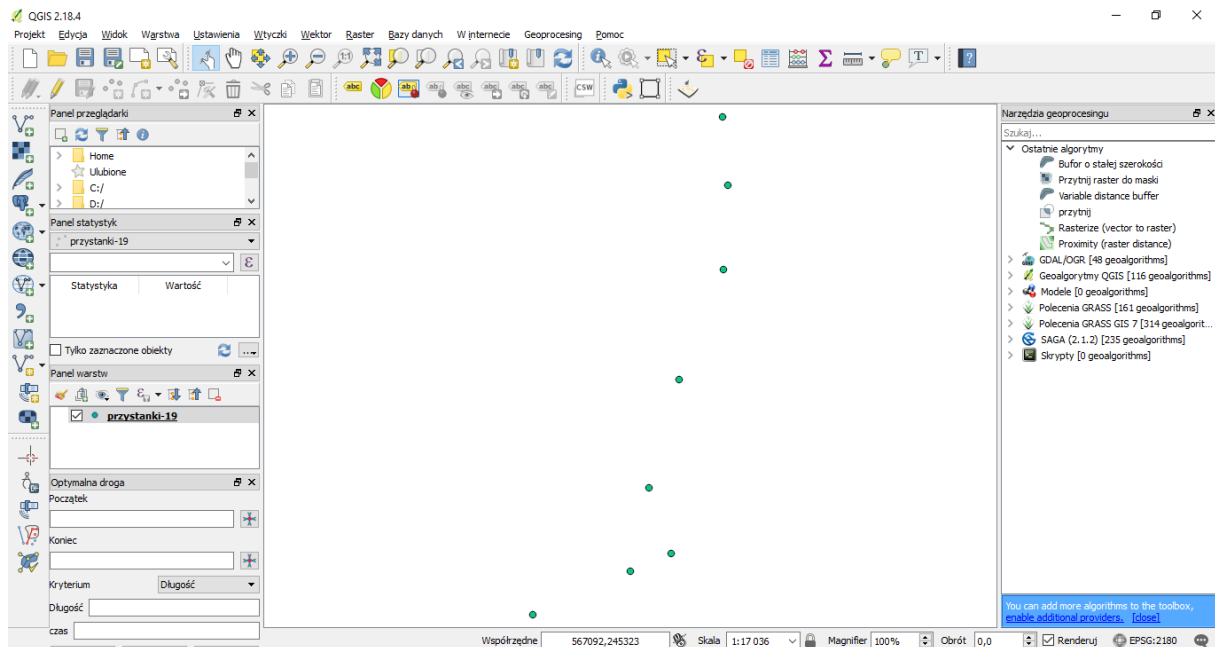 QGIS 2.18.4
Projekt Edycja Widok Warstwa Ustawienia Wtyczki Wektor Raster Bazy danych W internecie Geoprocesing Pomoc
abc abc CSW
Panel przeglądarki
Home
Ulubione
C:/
D:/
Panel statystyk
przystanki-19
Statystyka Wartość
Tylko zaznaczone obiekty
Panel warstw
przystanki-19
Optymalna droga
Początek
Koniec
Kryterium Długość
Długość
czas
Narzędzia geoprocesingu
Szukaj...
Ostatnie algorytmy
Bufor o stałej szerokości
Przytnij raster do maski
Variable distance buffer
przytnij
Rasterize (vector to raster)
Proximity (raster distance)
GDAL/OGR [48 geoalgorithms]
Geoalgorytmy QGIS [116 geoalgorithms]
Modele [0 geoalgorithms]
Polecenia GRASS [161 geoalgorithms]
Polecenia GRASS GIS 7 [314 geoalgorit...
SAGA (2.1.2) [235 geoalgorithms]
Skrypty [0 geoalgorithms]
You can add more algorithms to the toolbox,
enable additional providers. [close]
Współrzędne 567092,245323 Skala 1:17 036 Magnifier 100% Obrót 0,0 Renderuj EPSG:2180